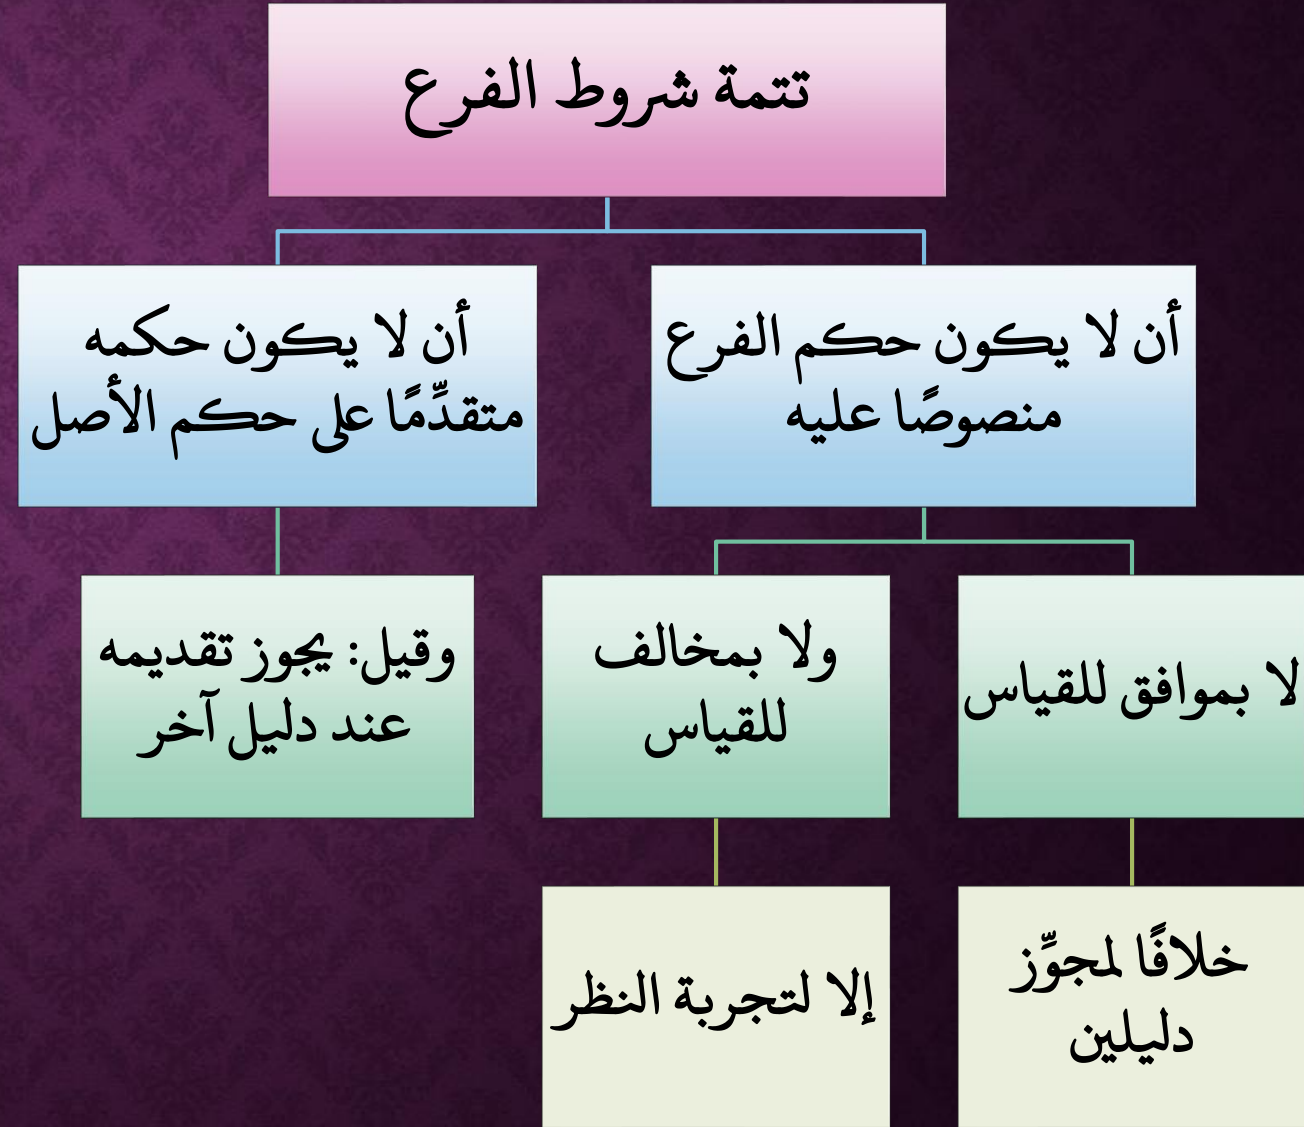 تتمة شروط الفرع
أن لا يكون حكم الفرع
منصوصًا عليه
أن لا يكون حكمه
متقدِّمًا على حكم الأصل
لا بموافق للقياس
ولا بمخالف
للقياس
وقيل: يجوز تقديمه
عند دليل آخر
خلافًا لمجوِّز
دليلين
إلا لتجربة النظر